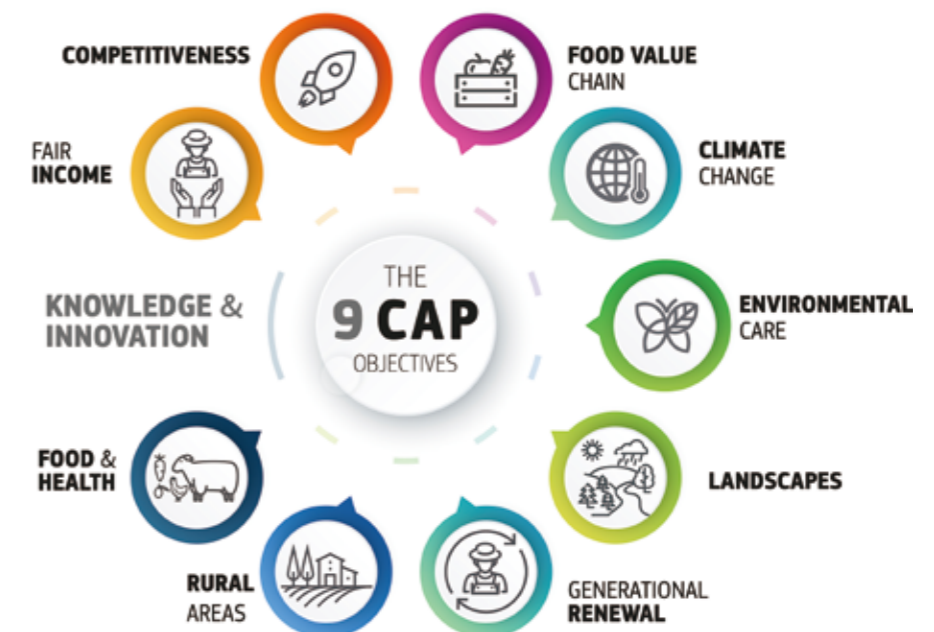 COMPETITIVENESS
FOOD VALUE
CHAIN
FAIR
INCOME
CLIMATE
CHANGE
THE
9 CAP
OBJECTIVES
KNOWLEDGE &
INNOVATION
ENVIRONMENTAL
CARE
FOOD &
HEALTH
LANDSCAPES
RURAL
AREAS
GENERATIONAL
RENEWAL